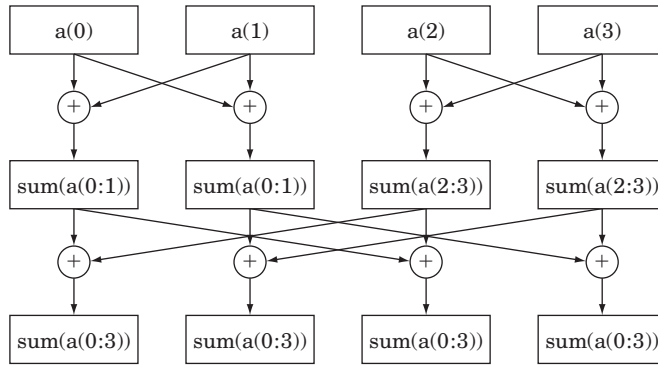 a(0) a(1) a(2) a(3)
+ + + +
sum(a(0:1)) sum(a(0:1)) sum(a(2:3)) sum(a(2:3))
+ + + +
sum(a(0:3)) sum(a(0:3)) sum(a(0:3)) sum(a(0:3))